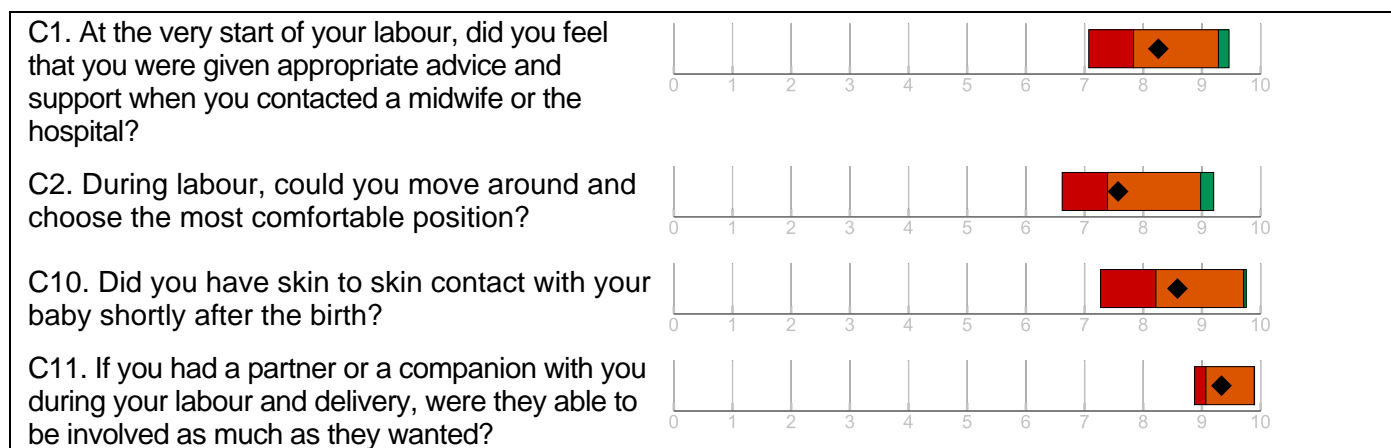 C1. At the very start of your labour, did you feel
that you were given appropriate advice and
support when you contacted a midwife or the
hospital?
0 1 2 3 4 5 6 7 8 9 10
C2. During labour, could you move around and
choose the most comfortable position?
0 1 2 3 4 5 6 7 8 9 10
C10. Did you have skin to skin contact with your
baby shortly after the birth?
0 1 2 3 4 5 6 7 8 9 10
C11. If you had a partner or a companion with you
during your labour and delivery, were they able to
be involved as much as they wanted?
0 1 2 3 4 5 6 7 8 9 10